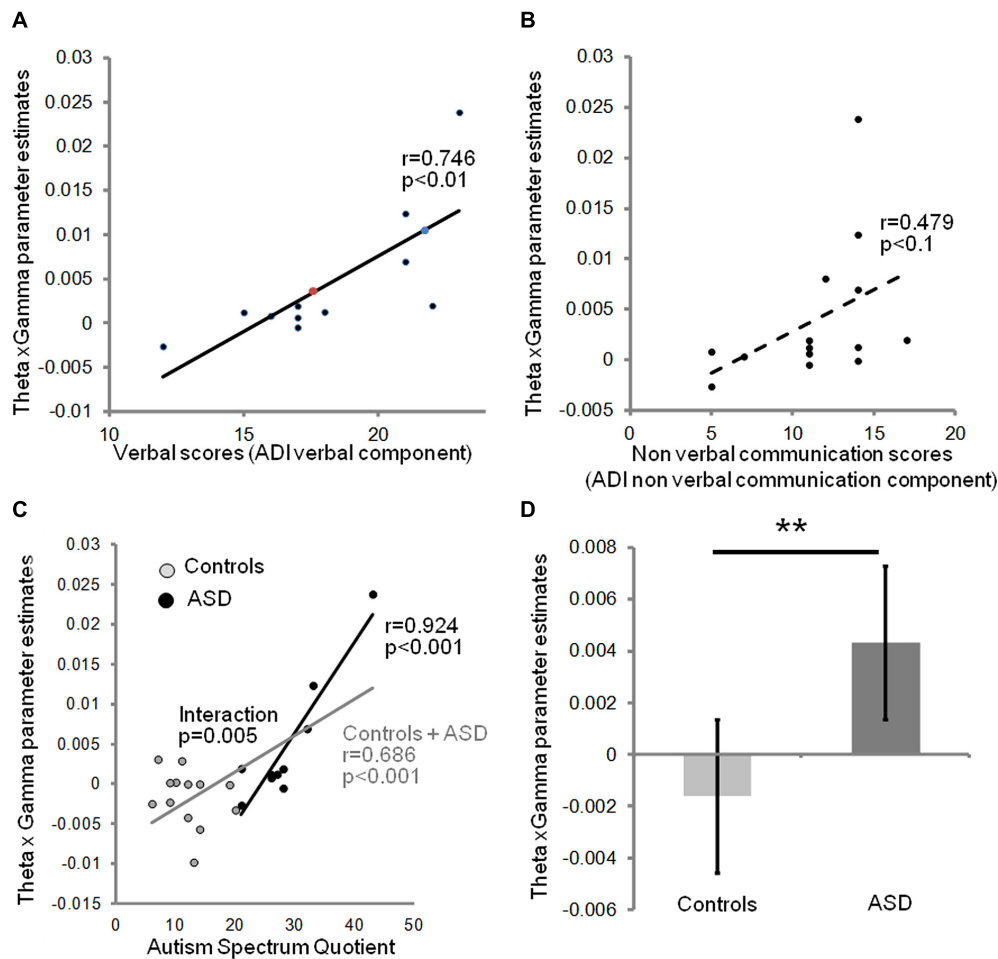 A
Theta xGamma parameter estimates
0.03
0.025
0.02
0.015
0.01
0.005
0
-0.005
-0.01
r=0.746
p<0.01
10
15
20
Verbal scores (ADI verbal component)
B
Theta xGamma parameter estimates
0.03
0.025
0.02
0.015
0.01
0.005
0
-0.005
r=0.479
p<0.1
0
5
10
15
20
Non verbal communication scores
(ADI non verbal communication component)
C
Theta x Gamma parameter estimates
0.03
0.025
0.02
0.015
0.01
0.005
0
-0.005
-0.01
-0.015
Controls
ASD
r=0.924
p<0.001
Interaction
p=0.005
Controls + ASD
r=0.686
p<0.001
0
10
20
30
40
50
Autism Spectrum Quotient
D
Theta xGamma parameter estimates
0.008
0.006
0.004
0.002
0
-0.002
-0.004
-0.006
**
Controls
ASD